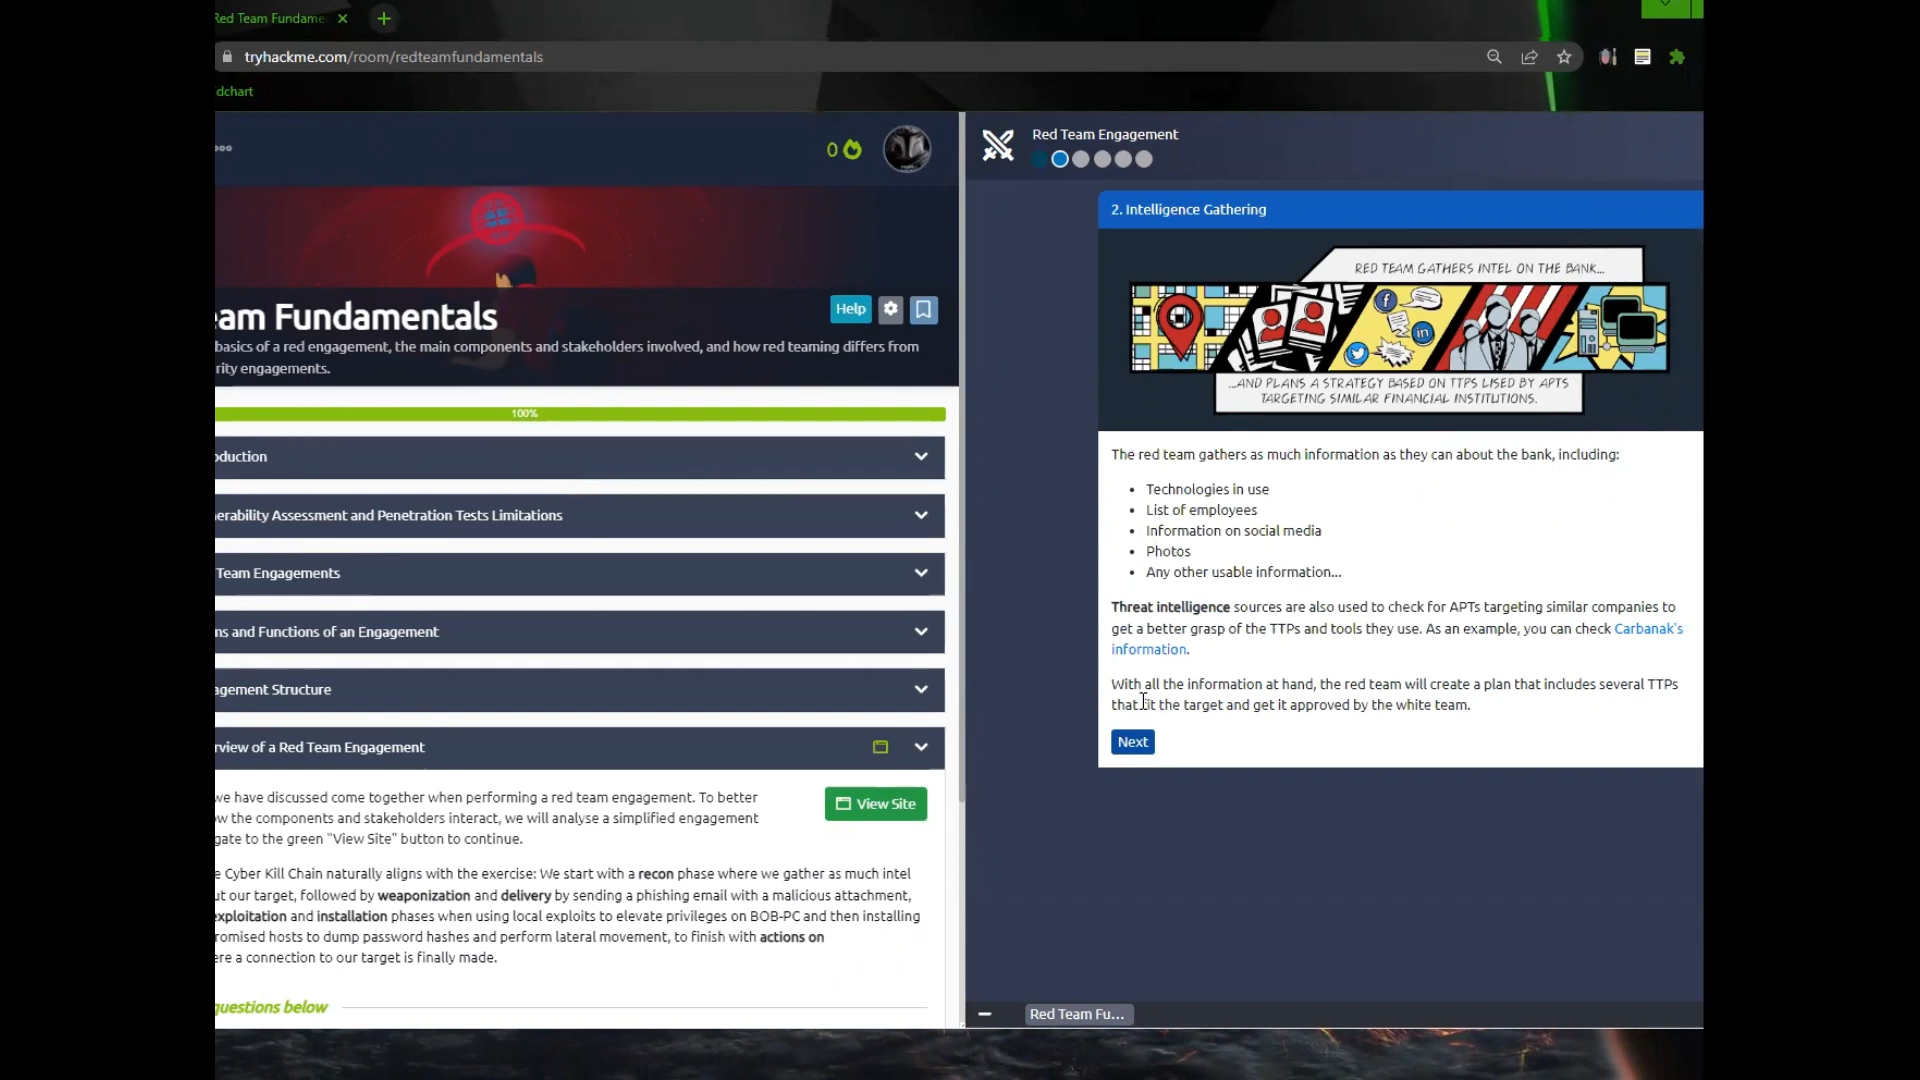 Red Team Fundame
tryhackme.com/room/redteamfundamentals
dchart
0
eam Fundamentals
Help
basics of a red engagement, the main components and stakeholders involved, and how red teaming differs from
rity engagements.
100%
oduction
erability Assessment and Penetration Tests Limitations
Team Engagements
ns and Functions of an Engagement
agement Structure
rview of a Red Team Engagement
we have discussed come together when performing a red team engagement. To better
ow the components and stakeholders interact, we will analyse a simplified engagement
gate to the green "View Site" button to continue.
View Site
e Cyber Kill Chain naturally aligns with the exercise: We start with a recon phase where we gather as much intel
ut our target, followed by weaponization and delivery by sending a phishing email with a malicious attachment,
exploitation and installation phases when using local exploits to elevate privileges on BOB-PC and then installing
romised hosts to dump password hashes and perform lateral movement, to finish with actions on
ere a connection to our target is finally made.
questions below
Red Team Engagement
2. Intelligence Gathering
RED TEAM GATHERS INTEL ON THE BANK...
...AND PLANS A STRATEGY BASED ON TTPS USED BY APTS
TARGETING SIMILAR FINANCIAL INSTITUTIONS.
The red team gathers as much information as they can about the bank, including:
• Technologies in use
• List of employees
• Information on social media
• Photos
• Any other usable information...
Threat intelligence sources are also used to check for APTs targeting similar companies to
get a better grasp of the TTPs and tools they use. As an example, you can check Carbanak's
information.
With all the information at hand, the red team will create a plan that includes several TTPs
that fit the target and get it approved by the white team.
Next
Red Team Fu...